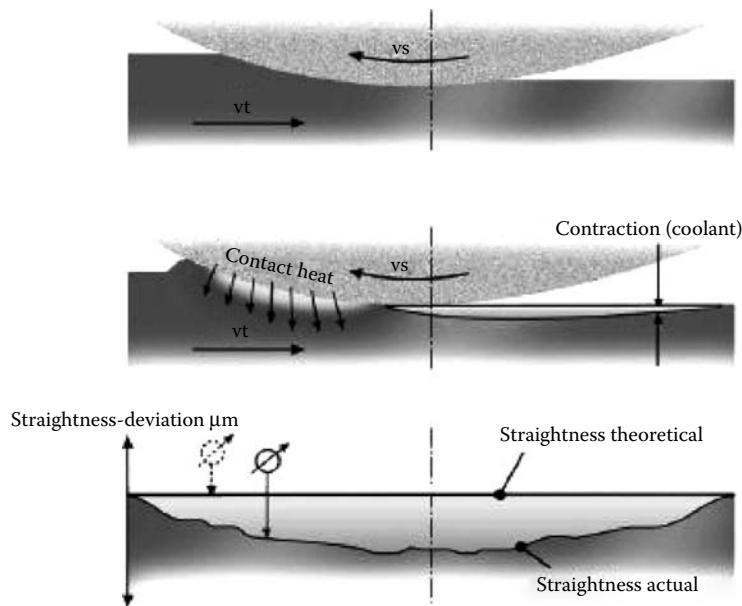 vs
vt
Contraction (coolant)
Contact heat
vs
vt
Straightness-deviation μm
Straightness theoretical
Straightness actual